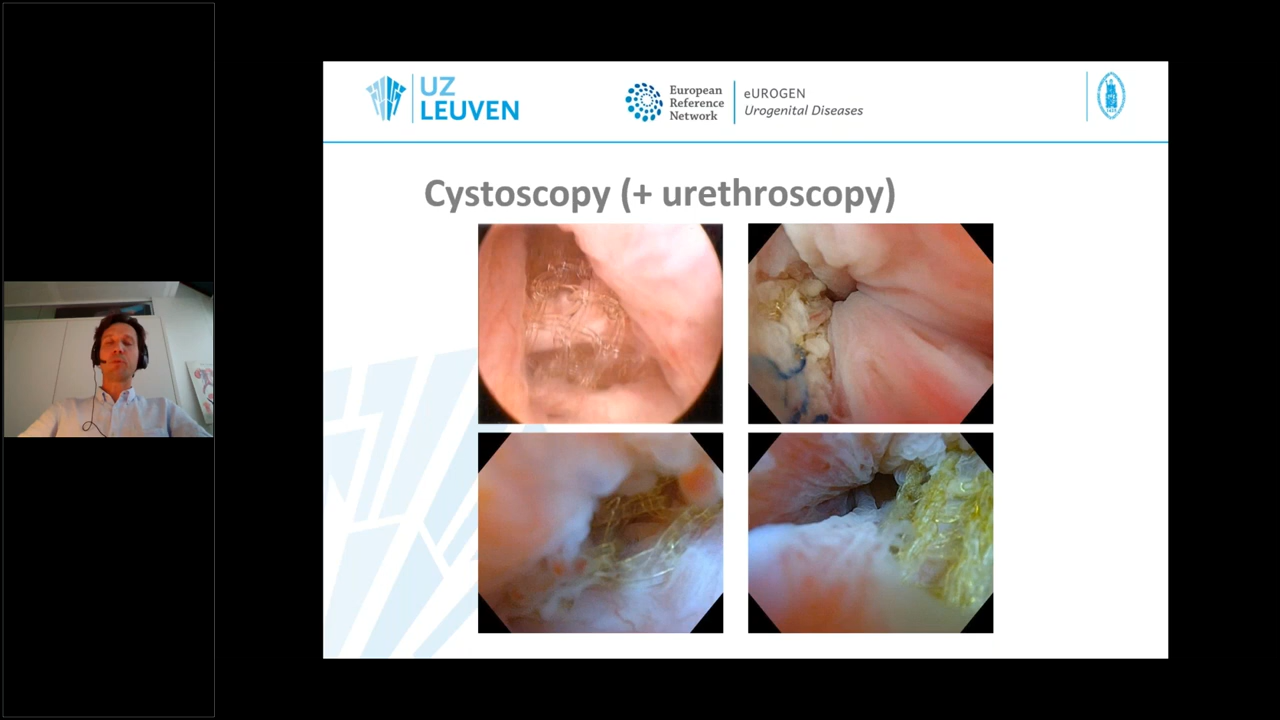 UZ
LEUVEN
European
Reference
Network
eUROGEN
Urogenital Diseases
Cystoscopy (+ urethroscopy)